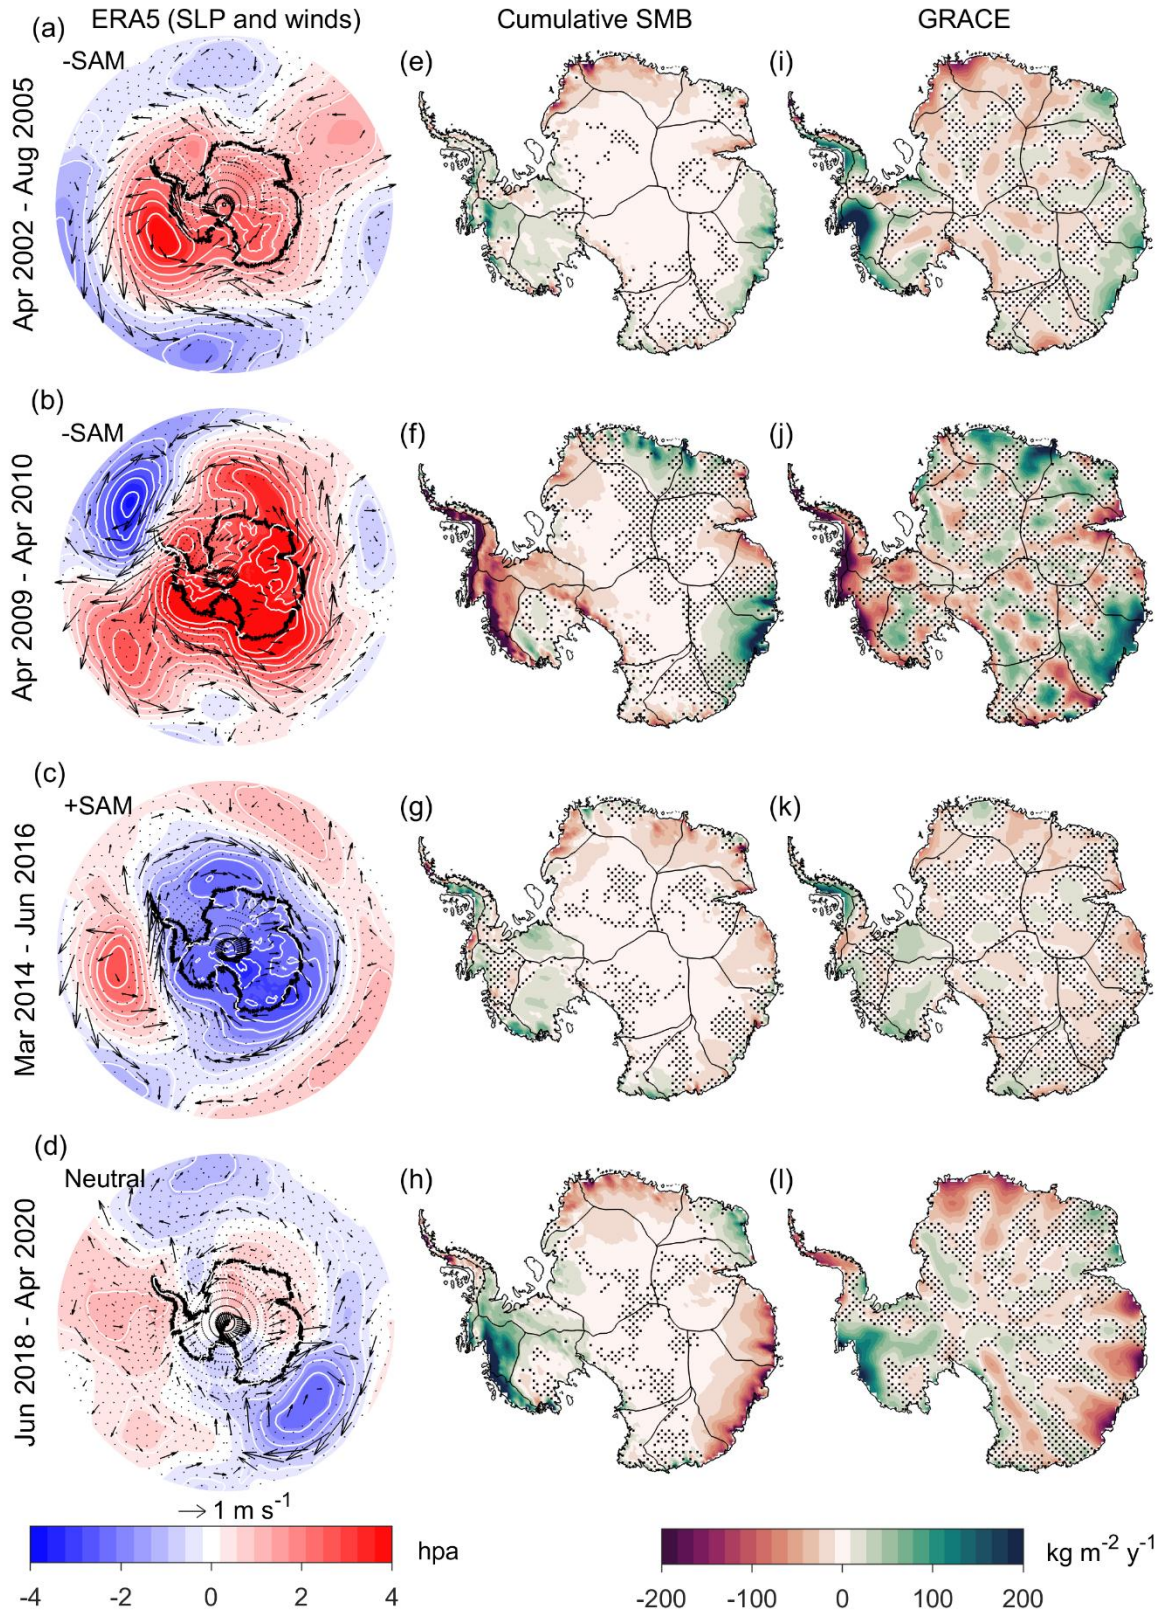 ERA5 (SLP and winds) Cumulative SMB GRACE
Apr 2002 - Aug 2005
(a) -SAM (e) (i)
Apr 2009 - Apr 2010
(b) -SAM (f) (j)
Mar 2014 - Jun 2016
(c) +SAM (g) (k)
Jun 2018 - Apr 2020
(d) Neutral (h) (l)
1 m s-1
hpa kg m-2 y-1
-4 -2 0 2 4 -200 -100 0 100 200